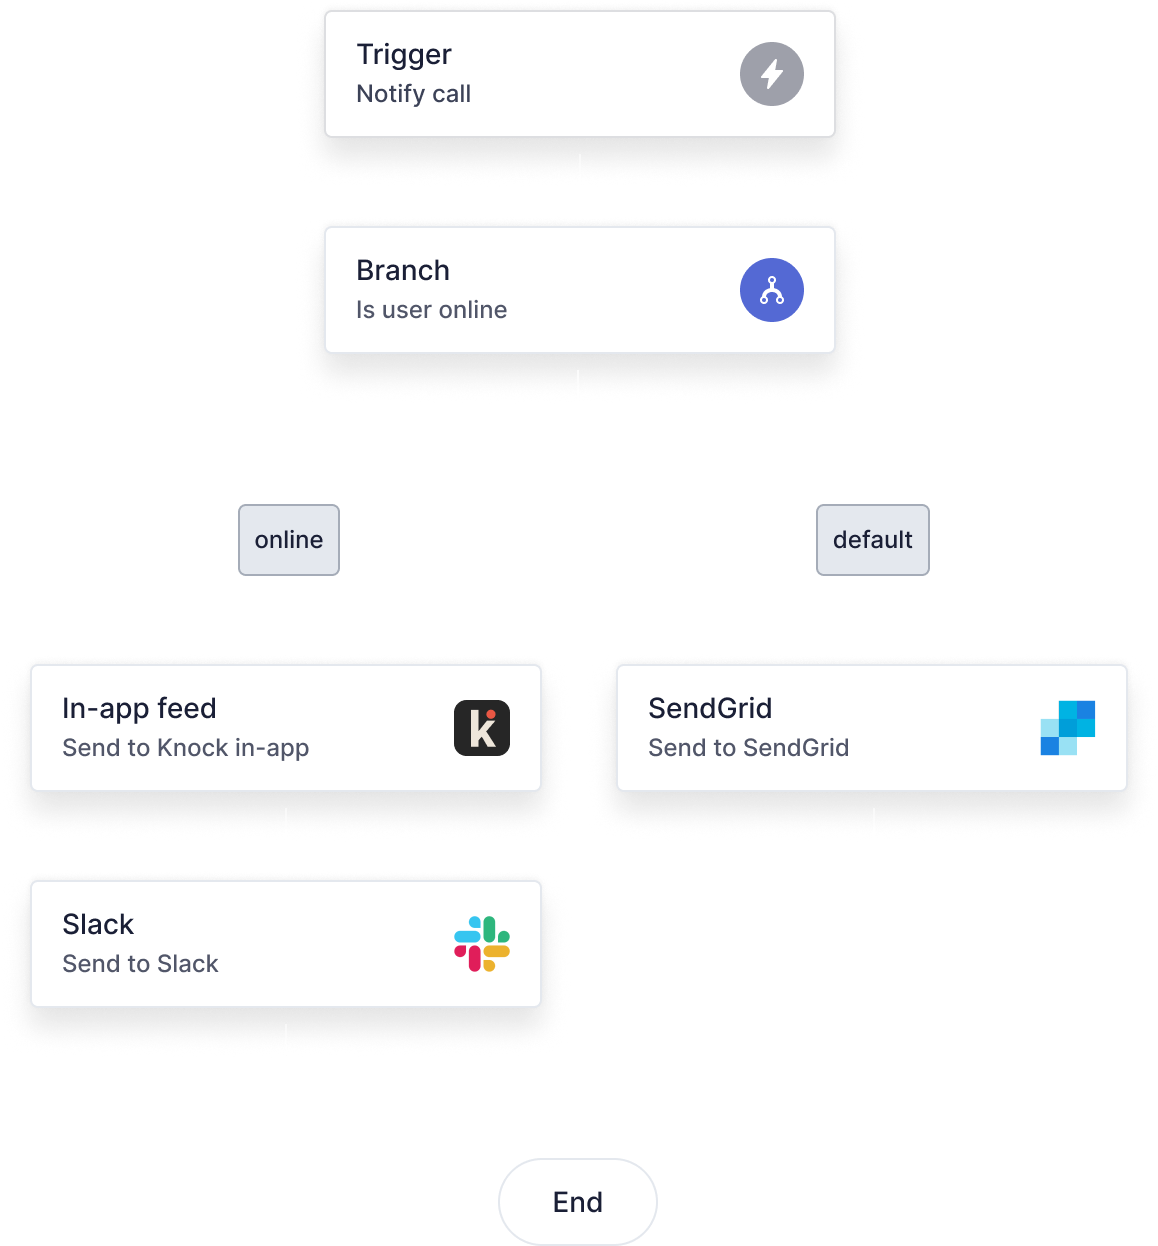 Trigger
Notify call
Branch
Is user online
online
default
In-app feed
Send to Knock in-app
SendGrid
Send to SendGrid
Slack
Send to Slack
End